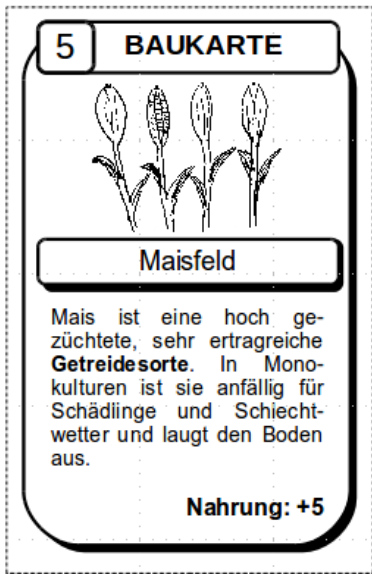 5 BAUKARTE
Maisfeld
Mais ist eine hoch ge-
züchtete, sehr ertragreiche
Getreidesorte. In Mono-
kulturen ist sie anfällig für
Schädlinge und Schiecht-
wetter und laugt den Boden
aus.
Nahrung: +5